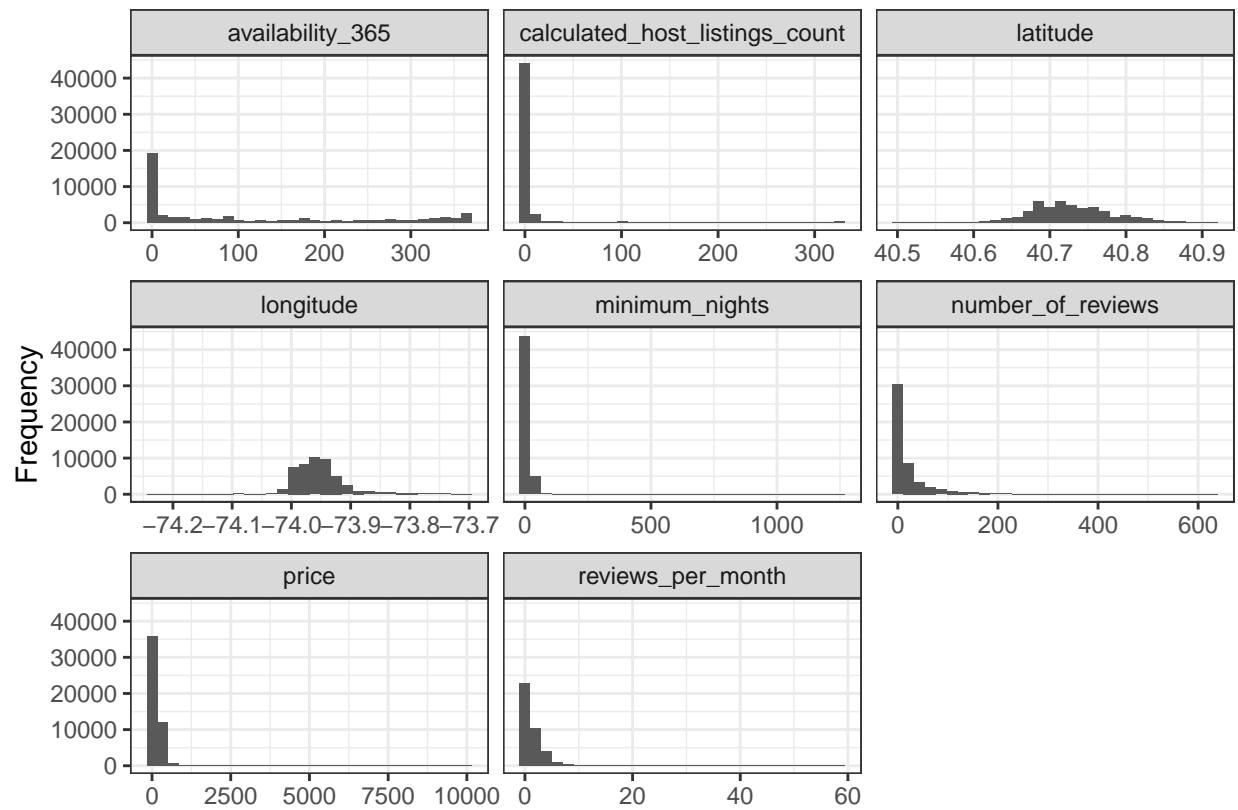 availability_365 calculated_host_listings_count latitude
40000
30000
20000
10000
0
0 100 200 300 0 100 200 300 40.5 40.6 40.7 40.8 40.9
longitude minimum_nights number_of_reviews
Frequency
40000
30000
20000
10000
0
−74.2 −74.1 −74.0 −73.9 −73.8 −73.7 0 500 1000 0 200 400 600
price reviews_per_month
40000
30000
20000
10000
0
0 2500 5000 7500 10000 0 20 40 60